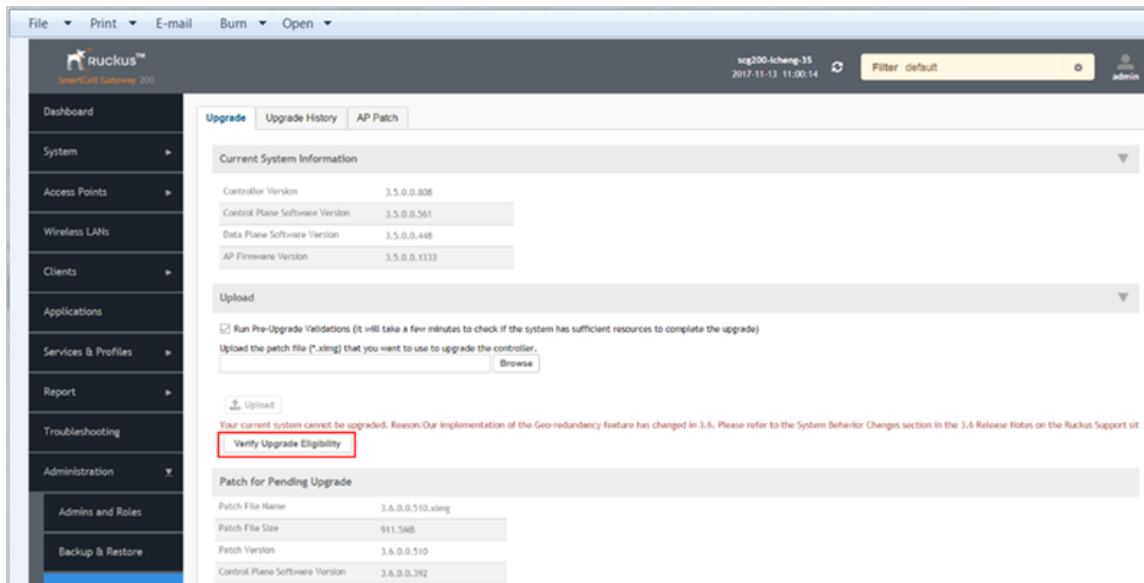 File Print E-mail Burn Open
Ruckus™
SmartCell Gateway 200
scg200-lcheng-35
2017-11-13 11:00:14
Filter default
admin
Dashboard
System
Access Points
Wireless LANs
Clients
Applications
Services & Profiles
Report
Troubleshooting
Administration
Admins and Roles
Backup & Restore
Upgrade Upgrade History AP Patch
Current System Information
Controller Version 3.5.0.0.808
Control Plane Software Version 3.5.0.0.561
Data Plane Software Version 3.5.0.0.448
AP Firmware Version 3.5.0.0.1333
Upload
Run Pre-Upgrade Validations (It will take a few minutes to check if the system has sufficient resources to complete the upgrade)
Upload the patch file (*.ximg) that you want to use to upgrade the controller.
Browse
Upload
Your current system cannot be upgraded. Reason:Our implementation of the Geo-redundancy feature has changed in 3.6. Please refer to the System Behavior Changes section in the 3.6 Release Notes on the Ruckus Support sit
Verify Upgrade Eligibility
Patch for Pending Upgrade
Patch File Name 3.6.0.0.510.ximg
Patch File Size 911.5MB
Patch Version 3.6.0.0.510
Control Plane Software Version 3.6.0.0.392